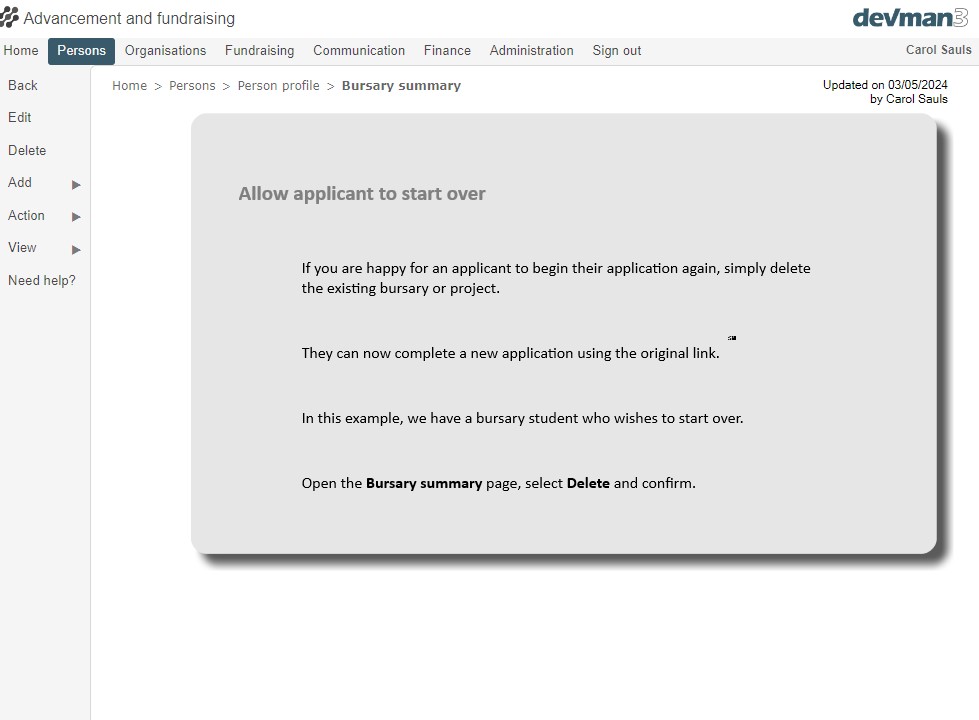 Advancement and fundraising
devman3
Home Persons Organisations Fundraising Communication Finance Administration Sign out Carol Sauls
Back
Edit
Delete
Add
Action
View
Need help?
Home > Persons > Person profile > Bursary summary
Updated on 03/05/2024
by Carol Sauls
Allow applicant to start over
If you are happy for an applicant to begin their application again, simply delete
the existing bursary or project.
They can now complete a new application using the original link.
In this example, we have a bursary student who wishes to start over.
Open the Bursary summary page, select Delete and confirm.